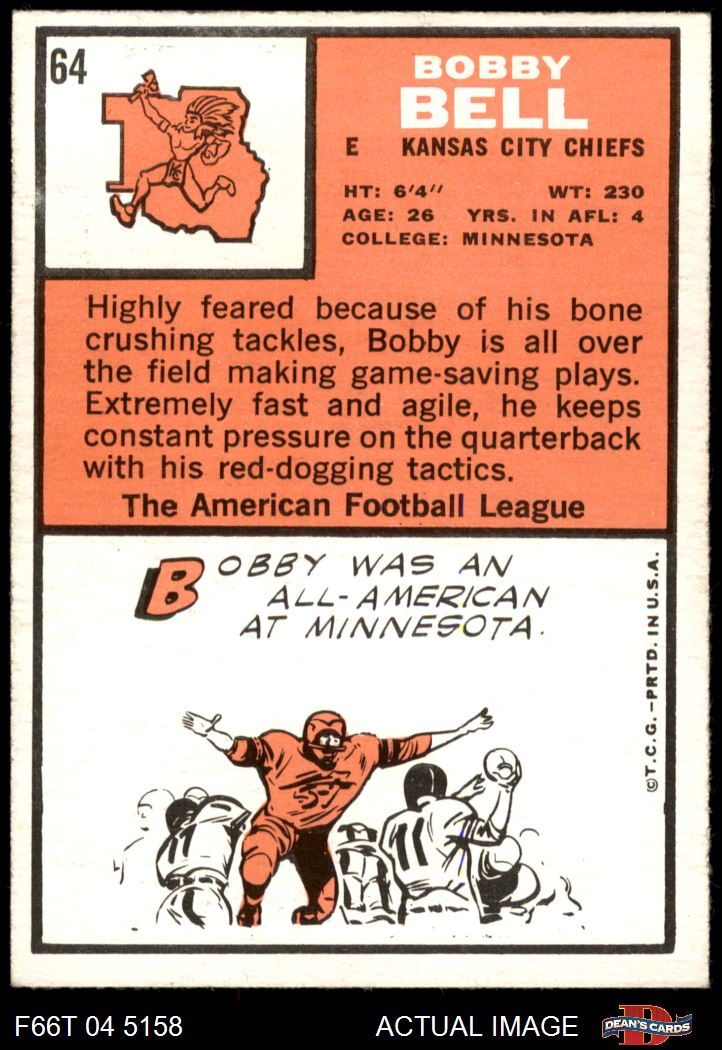 64
BOBBY
BELL
E KANSAS CITY CHIEFS
HT: 6'4" WT: 230
AGE: 26 YRS. IN AFL: 4
COLLEGE: MINNESOTA
KC
Highly feared because of his bone
crushing tackles, Bobby is all over
the field making game-saving plays.
Extremely fast and agile, he keeps
constant pressure on the quarterback
with his red-dogging tactics.
The American Football League
BOBBY WAS AN
ALL-AMERICAN
AT MINNESOTA.
11
11
©T.C.G.–PRTD. IN U.S.A.
F66T 04 5158
ACTUAL IMAGE
D
DEAN'S CARDS